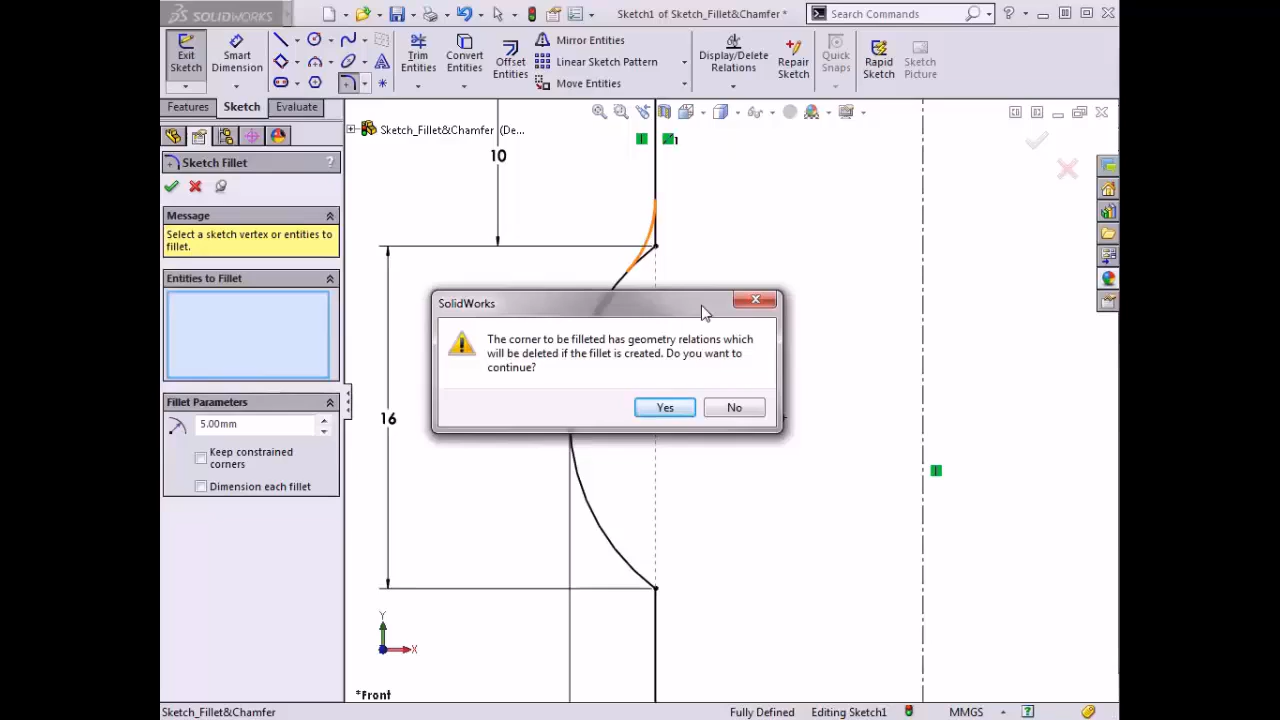 SOLIDWORKS
Sketch1 of Sketch_Fillet&Chamfer *
Search Commands
Exit Sketch
Smart Dimension
Trim Entities
Convert Entities
Offset Entities
Mirror Entities
Linear Sketch Pattern
Move Entities
Display/Delete Relations
Repair Sketch
Quick Snaps
Rapid Sketch
Sketch Picture
Features
Sketch
Evaluate
Sketch_Fillet&Chamfer (De...
Sketch Fillet
?
Message
Select a sketch vertex or entities to
fillet.
Entities to Fillet
Fillet Parameters
5.00mm
Keep constrained
corners
Dimension each fillet
10
1
SolidWorks
The corner to be filleted has geometry relations which
will be deleted if the fillet is created. Do you want to
continue?
Yes
No
16
Y
X
*Front
Sketch_Fillet&Chamfer
Fully Defined
Editing Sketch1
MMGS
?